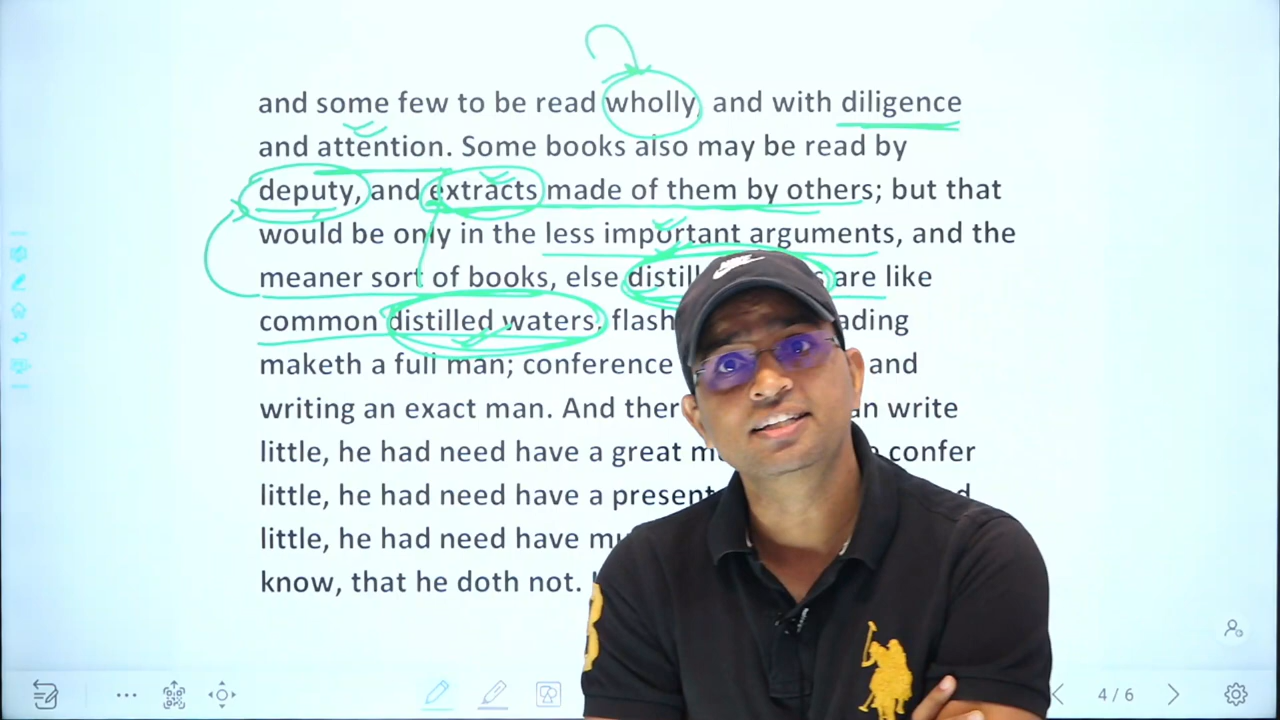 and some few to be read wholly, and with diligence
and attention. Some books also may be read by
deputy, and extracts made of them by others; but that
would be only in the less important arguments, and the
meaner sort of books, else are like
common distilled waters, ading
maketh a full man; conference and
writing an exact man. And write
little, he had need have a great confer
little, he had need have a present
little, he had need have
know, that he doth not.
4 / 6